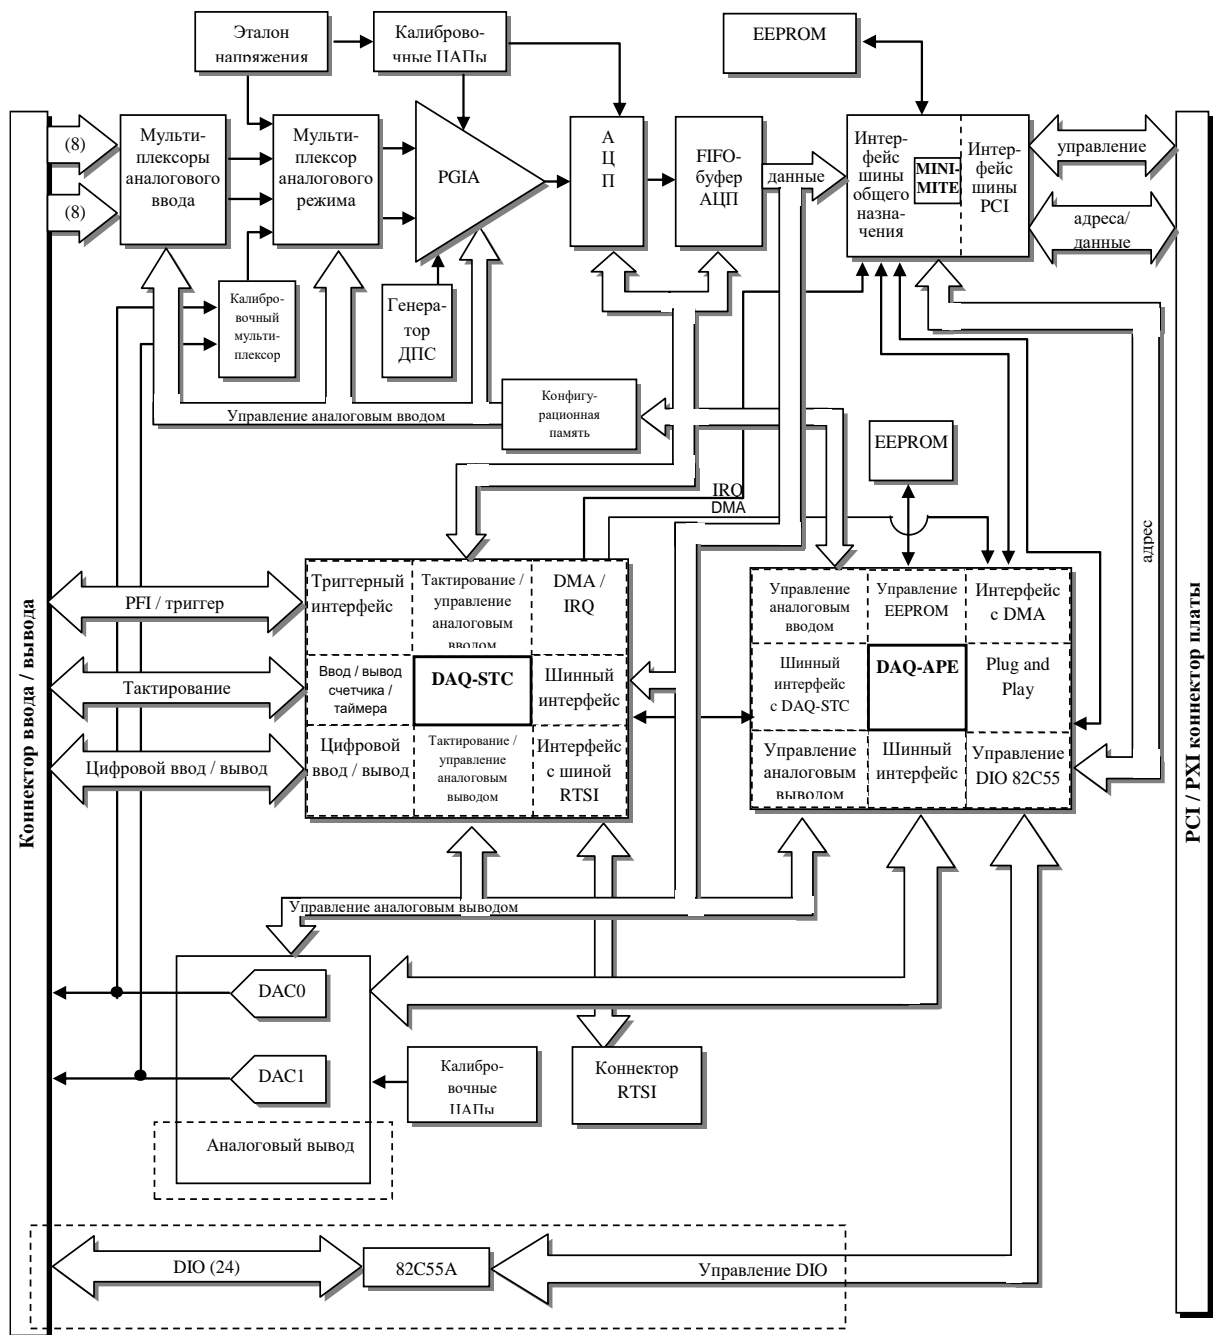 Эталон
напряжения
Калибровоч-
чные ЦАПы
EEPROM
(8)
(8)
Мульти-
плексоры
аналогового
ввода
Мульти-
плексор
аналогового
режима
PGIA
А
Ц
П
FIFO-
буфер
АЦП
данные
Интер-
фейс
шины
общего
назна-
чения
MINI-
MITE
Интер-
фейс
шины
PCI
управление
адреса/
данные
Калибро-
вочный
мульти-
плексор
Генера-
тор
ДПС
Управление аналоговым вводом
Конфигу-
рационная
память
EEPROM
IRQ
DMA
адрес
Коннектор ввода / вывода
PCI / PXI коннектор платы
PFI / триггер
Тактирование
Цифровой ввод / вывод
Триггерный
интерфейс
Тактирование /
управление
аналоговым
вводом
DMA /
IRQ
Ввод / вывод
счетчика /
таймера
DAQ-STC
Шинный
интерфейс
Цифровой
ввод / вывод
Тактирование /
управление
аналоговым
выводом
Интерфейс
с шиной
RTSI
Управление
аналоговым
вводом
Управление
EEPROM
Интерфейс
с DMA
Шинный
интерфейс
с DAQ-STC
DAQ-APE
Plug and
Play
Управление
аналоговым
выводом
Шинный
интерфейс
Управление
DIO 82C55
Управление аналоговым выводом
DAC0
DAC1
Калибро-
вочные
ЦАПы
Коннектор
RTSI
Аналоговый вывод
DIO (24)
82C55A
Управление DIO